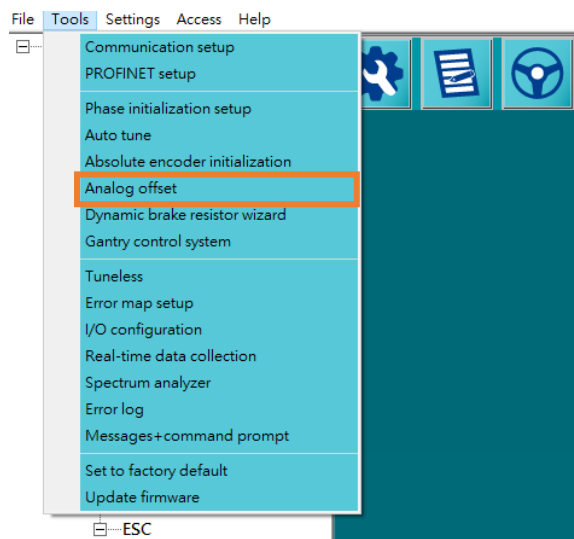 File Tools Settings Access Help
Communication setup
PROFINET setup
Phase initialization setup
Auto tune
Absolute encoder initialization
Analog offset
Dynamic brake resistor wizard
Gantry control system
Tuneless
Error map setup
I/O configuration
Real-time data collection
Spectrum analyzer
Error log
Messages+command prompt
Set to factory default
Update firmware
ESC